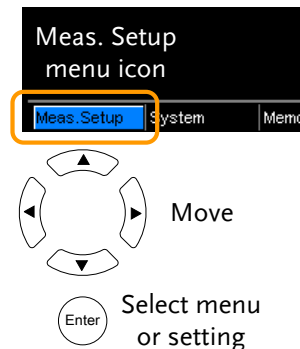 Meas. Setup
menu icon
Meas.Setup System Memo
Move
Enter
Select menu
or setting